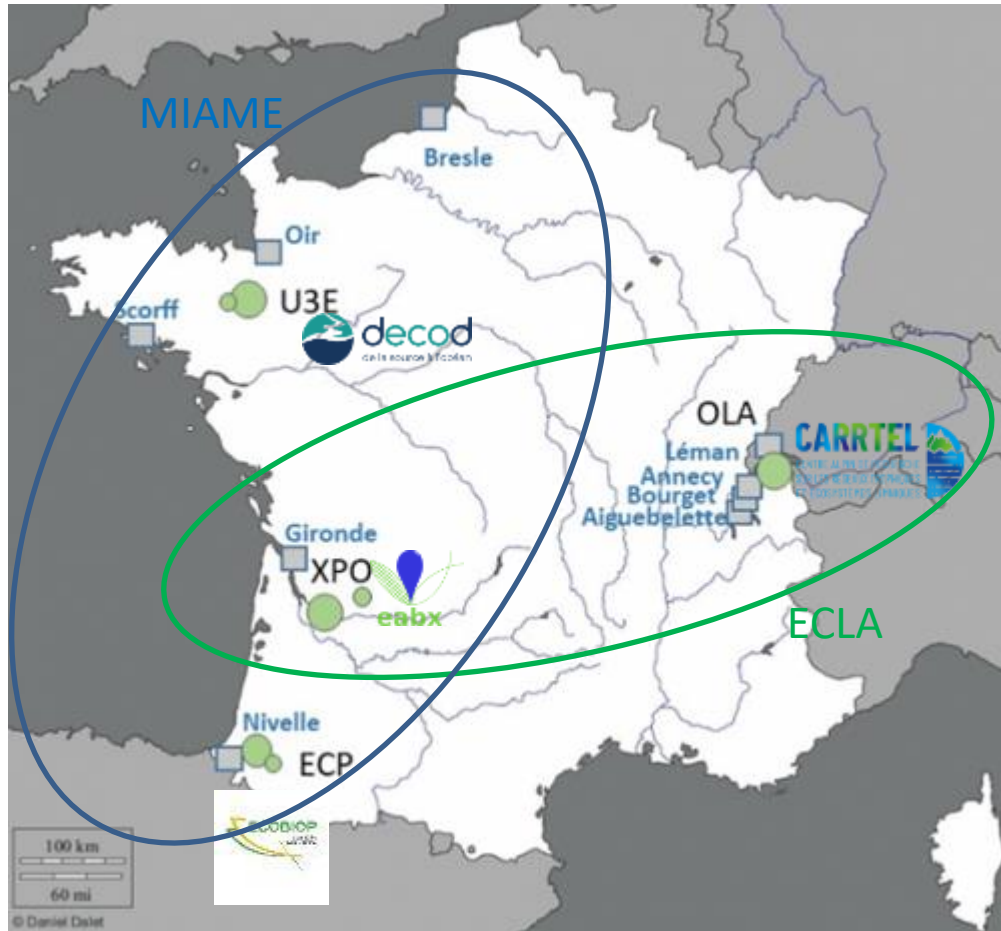 MIAME
Bresle
Oir
U3E
Scorff
decod
de la source à l'océan
OLA
Léman
CARRTEL
Annecy
Bourget
Aiguebelette
Gironde
XPO
eabx
ECLA
Nivelle
ECP
ECOBIOP
100 km
60 mi
© Daniel Dalet